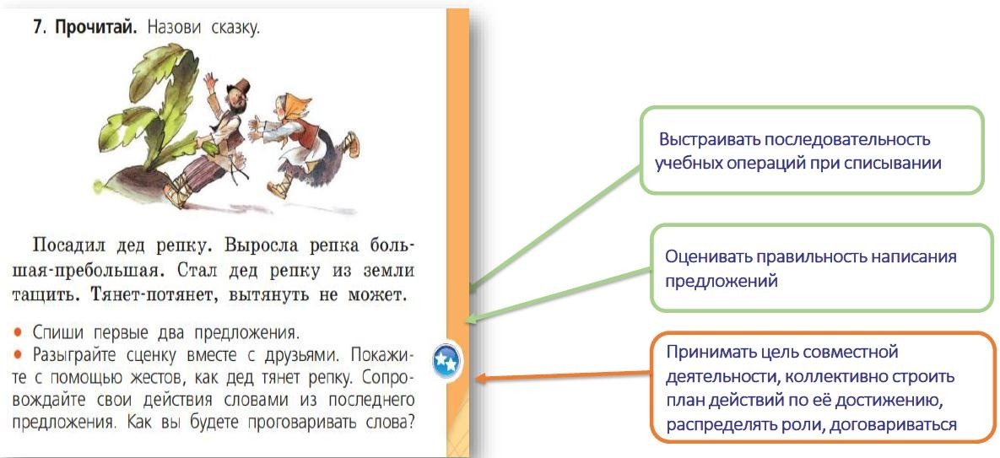 7. Прочитай. Назови сказку.
Посадил дед репку. Выросла репка боль-
шая-пребольшая. Стал дед репку из земли
тащить. Тянет-потянет, вытянуть не может.
• Спиши первые два предложения.
• Разыграйте сценку вместе с друзьями. Покажи-
те с помощью жестов, как дед тянет репку. Сопро-
вождайте свои действия словами из последнего
предложения. Как вы будете проговаривать слова?
Выстраивать последовательность
учебных операций при списывании
Оценивать правильность написания
предложений
Принимать цель совместной
деятельности, коллективно строить
план действий по её достижению,
распределять роли, договариваться